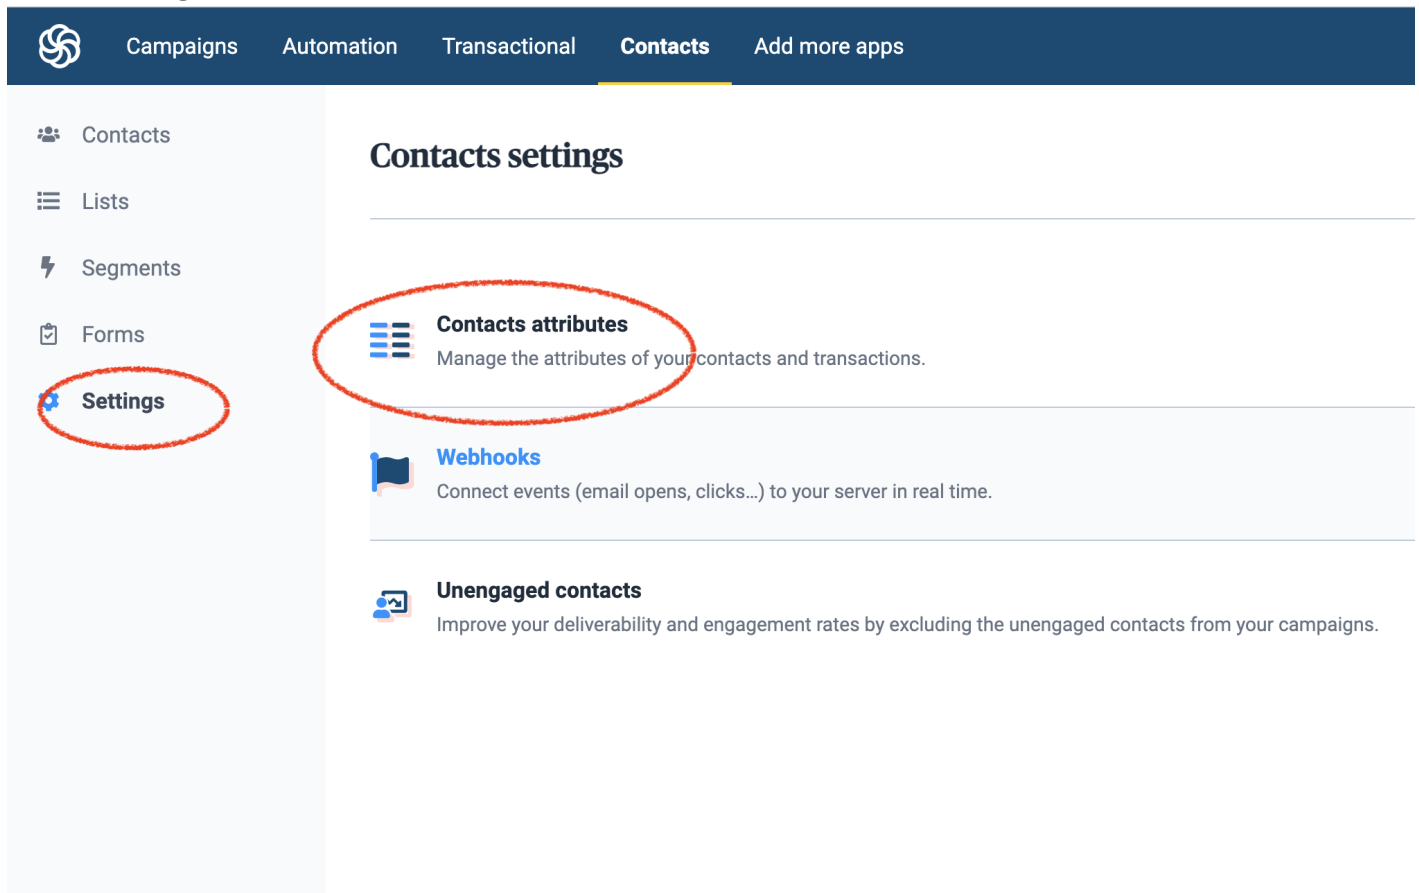 Campaigns Automation Transactional Contacts Add more apps
Contacts
Lists
Segments
Forms
Settings
Contacts settings
Contacts attributes
Manage the attributes of your contacts and transactions.
Webhooks
Connect events (email opens, clicks...) to your server in real time.
Unengaged contacts
Improve your deliverability and engagement rates by excluding the unengaged contacts from your campaigns.